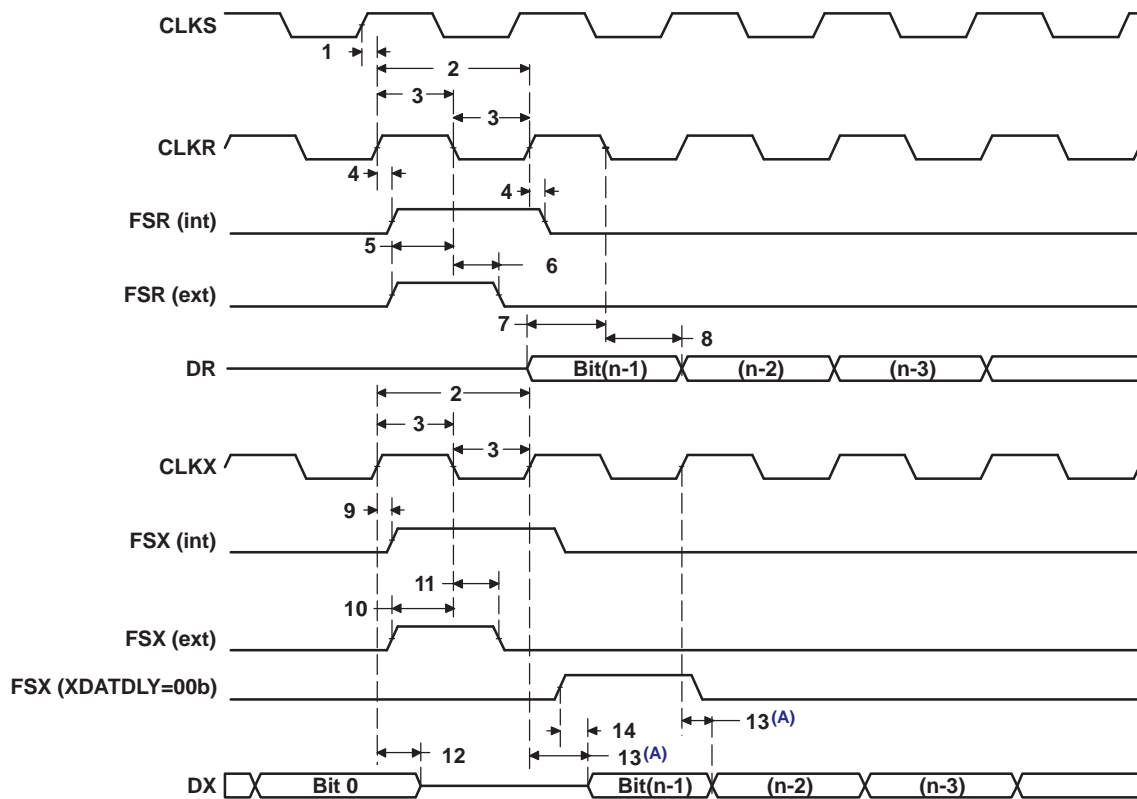 CLKS
1
2
3
3
CLKR
4
4
FSR (int)
5
6
FSR (ext)
7
8
DR
Bit(n-1)
(n-2)
(n-3)
2
3
3
CLKX
9
FSX (int)
11
10
FSX (ext)
FSX (XDATDLY=00b)
13(A)
14
12
13(A)
DX
Bit 0
Bit(n-1)
(n-2)
(n-3)